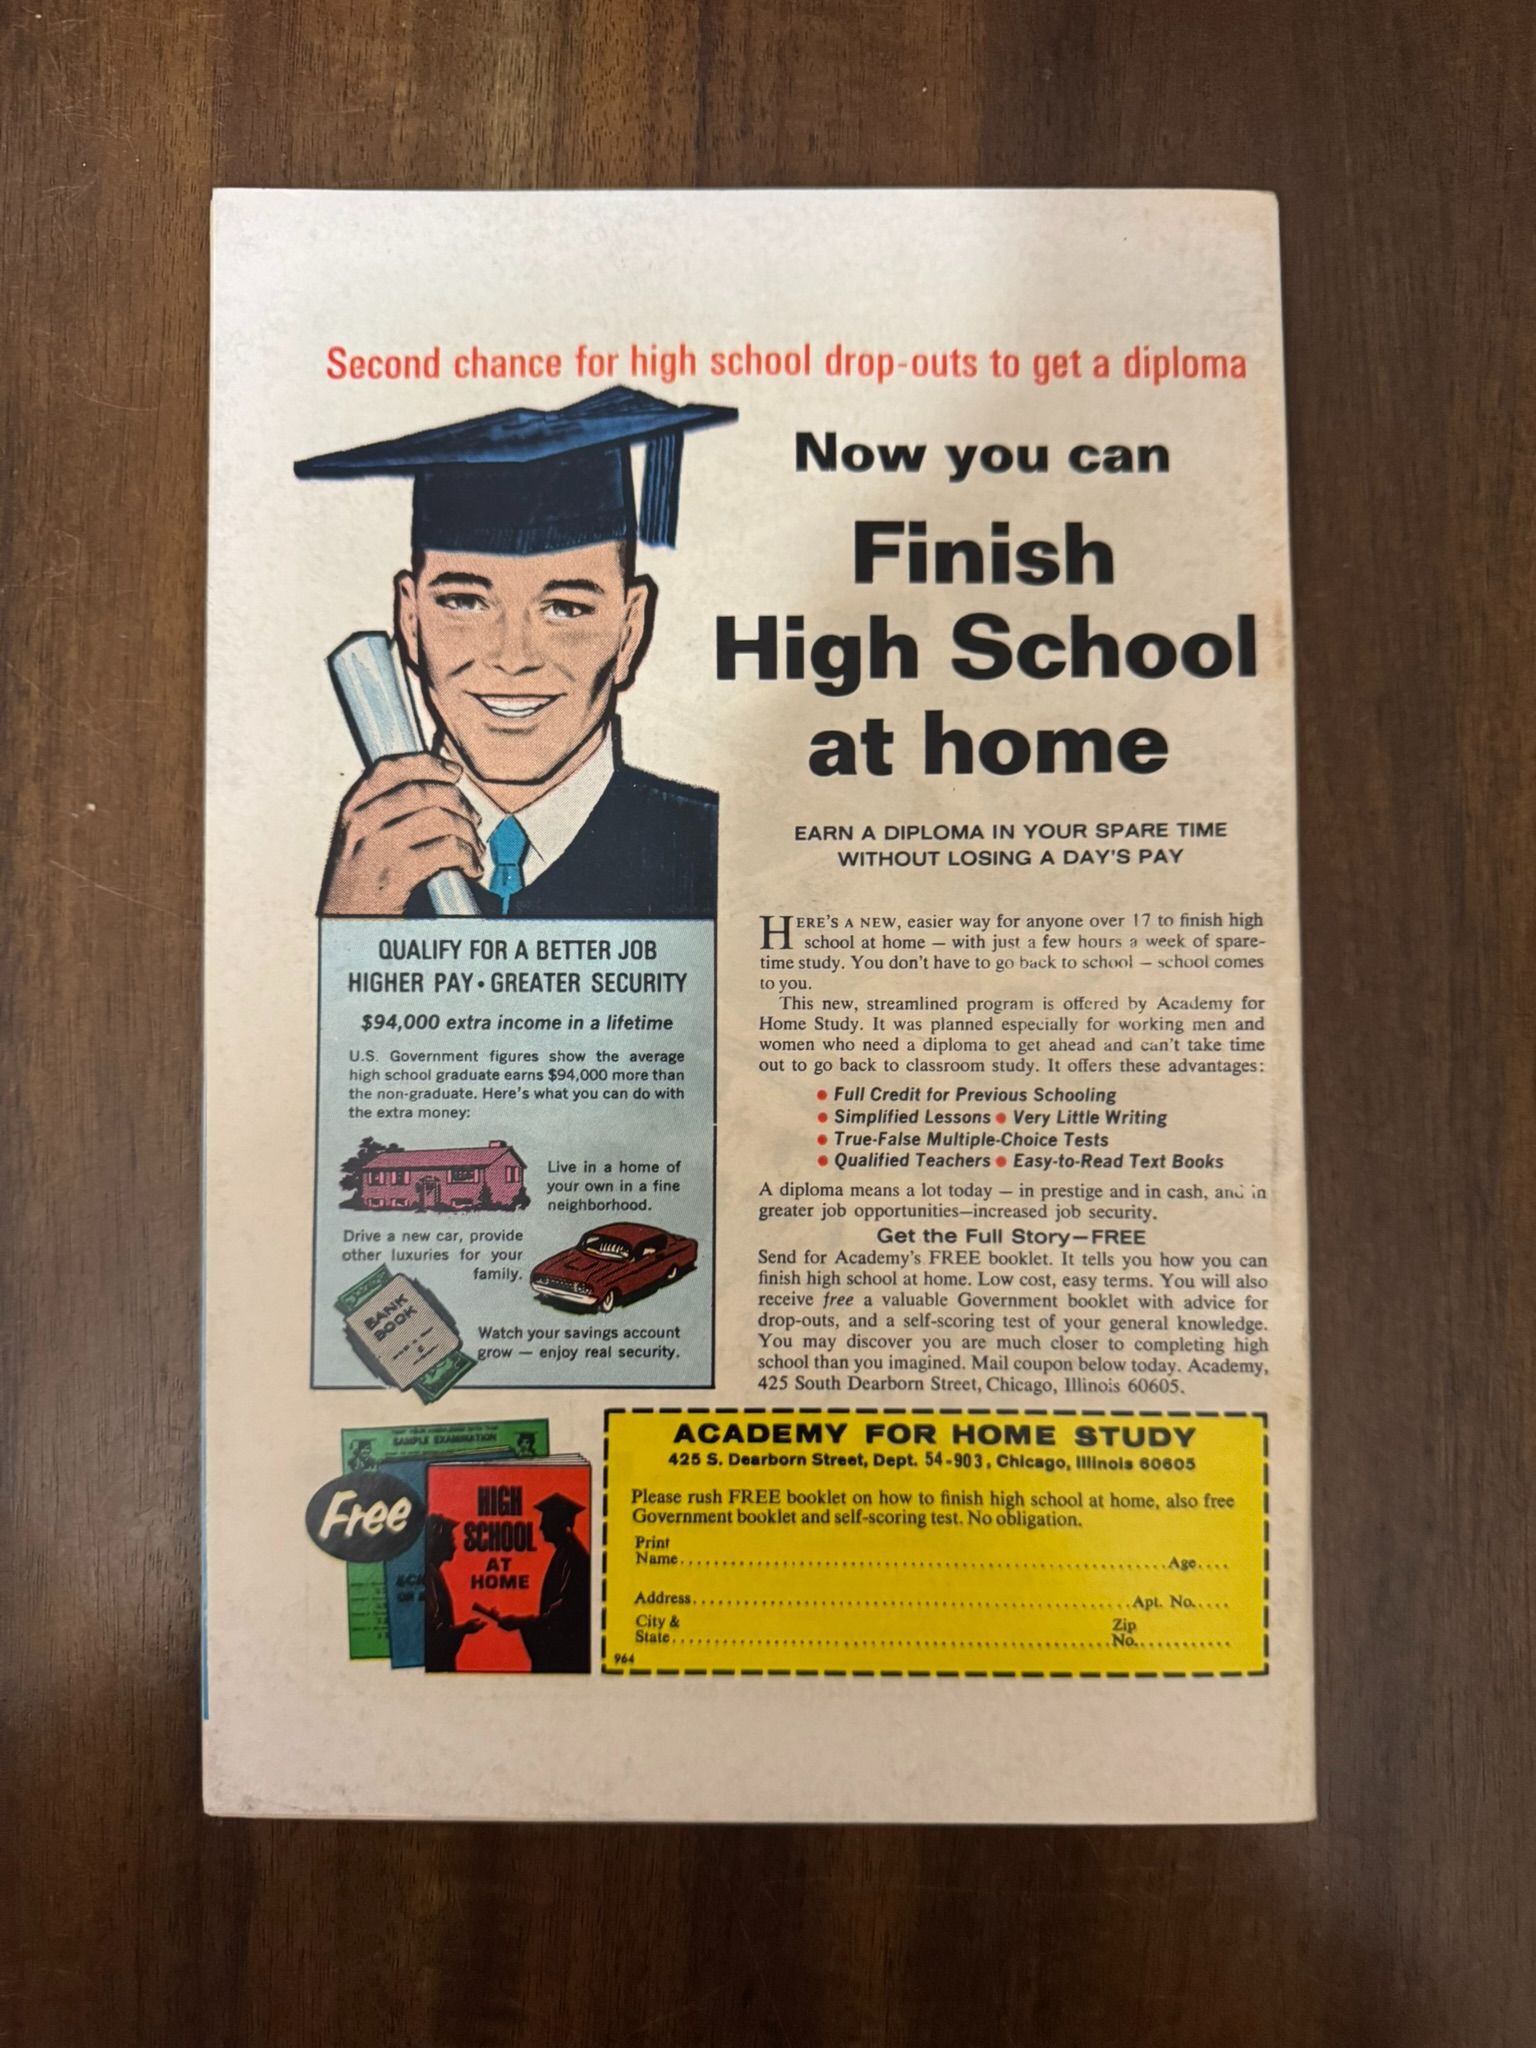 Second chance for high school drop-outs to get a diploma
Now you can
Finish
High School
at home
EARN A DIPLOMA IN YOUR SPARE TIME
WITHOUT LOSING A DAY'S PAY
HERE'S A NEW, easier way for anyone over 17 to finish high
school at home — with just a few hours a week of spare-
time study. You don't have to go back to school — school comes
to you.
This new, streamlined program is offered by Academy for
Home Study. It was planned especially for working men and
women who need a diploma to get ahead and can't take time
out to go back to classroom study. It offers these advantages:
• Full Credit for Previous Schooling
• Simplified Lessons • Very Little Writing
• True-False Multiple-Choice Tests
• Qualified Teachers • Easy-to-Read Text Books
A diploma means a lot today — in prestige and in cash, and in
greater job opportunities—increased job security.
Get the Full Story—FREE
Send for Academy's FREE booklet. It tells you how you can
finish high school at home. Low cost, easy terms. You will also
receive free a valuable Government booklet with advice for
drop-outs, and a self-scoring test of your general knowledge.
You may discover you are much closer to completing high
school than you imagined. Mail coupon below today. Academy,
425 South Dearborn Street, Chicago, Illinois 60605.
QUALIFY FOR A BETTER JOB
HIGHER PAY • GREATER SECURITY
$94,000 extra income in a lifetime
U.S. Government figures show the average
high school graduate earns $94,000 more than
the non-graduate. Here's what you can do with
the extra money:
Live in a home of
your own in a fine
neighborhood.
Drive a new car, provide
other luxuries for your
family.
BANK
BOOK
Watch your savings account
grow — enjoy real security.
SAMPLE EXAMINATION
Free
HIGH
SCHOOL
AT
HOME
ACADEMY FOR HOME STUDY
425 S. Dearborn Street, Dept. 54-903, Chicago, Illinois 60605
Please rush FREE booklet on how to finish high school at home, also free
Government booklet and self-scoring test. No obligation.
Print
Name.......... Age....
Address.......... Apt. No.....
City & Zip
State.......... No...........
964